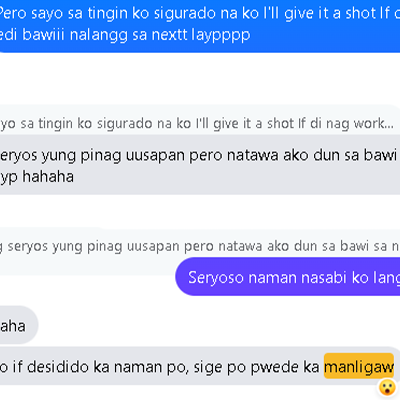 Pero sayo sa tingin ko sigurado na ko I'll give it a shot If
edi bawiii nalangg sa nextt laypppp
yo sa tingin ko sigurado na ko I'll give it a shot If di nag work...
eryos yung pinag uusapan pero natawa ako dun sa bawi
yp hahaha
g seryos yung pinag uusapan pero natawa ako dun sa bawi sa n
Seryoso naman nasabi ko lang
aha
o if desidido ka naman po, sige po pwede ka manligaw